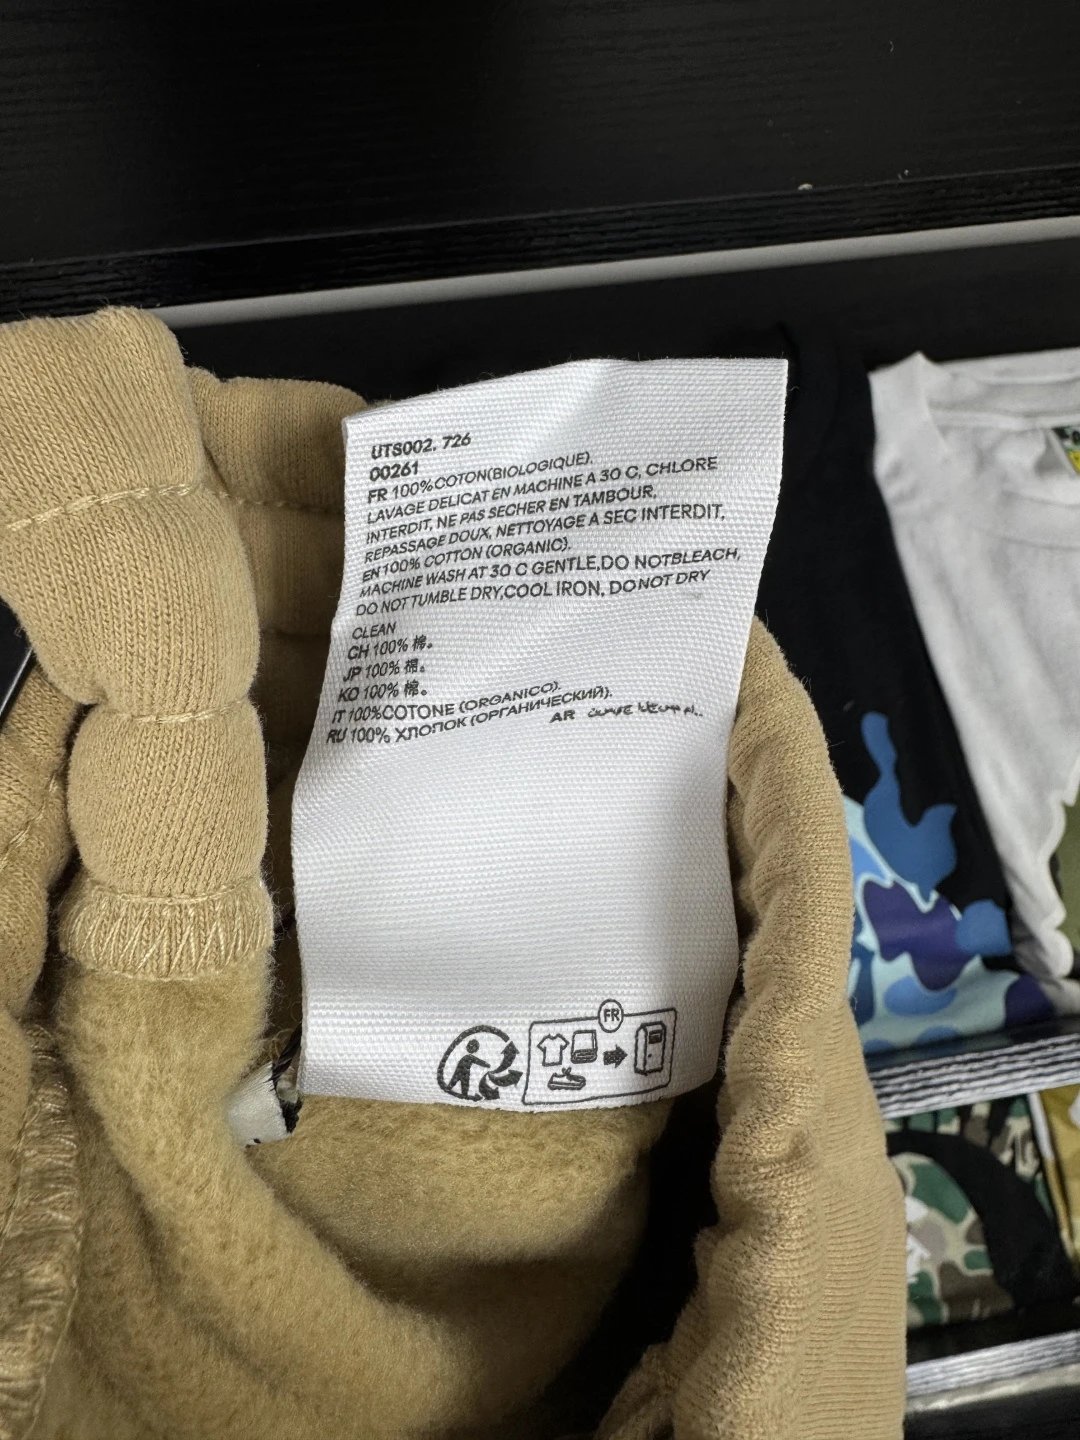 UTS002. 726
00261
FR 100%COTON(BIOLOGIQUE).
LAVAGE DELICAT EN MACHINE A 30 C, CHLORE
INTERDIT, NE PAS SECHER EN TAMBOUR,
REPASSAGE DOUX, NETTOYAGE A SEC INTERDIT,
EN100% COTTON (ORGANIC).
MACHINE WASH AT 30 C GENTLE,DO NOTBLEACH,
DO NOT TUMBLE DRY,COOL IRON, DO NOT DRY
CLEAN
CH 100% 棉。
JP 100% 棉。
KO 100% 棉。
IT 100%COTONE (ORGANICO).
RU 100% ХЛОПОК (ОРГАНИЧЕСКИЙ).
AR
FR